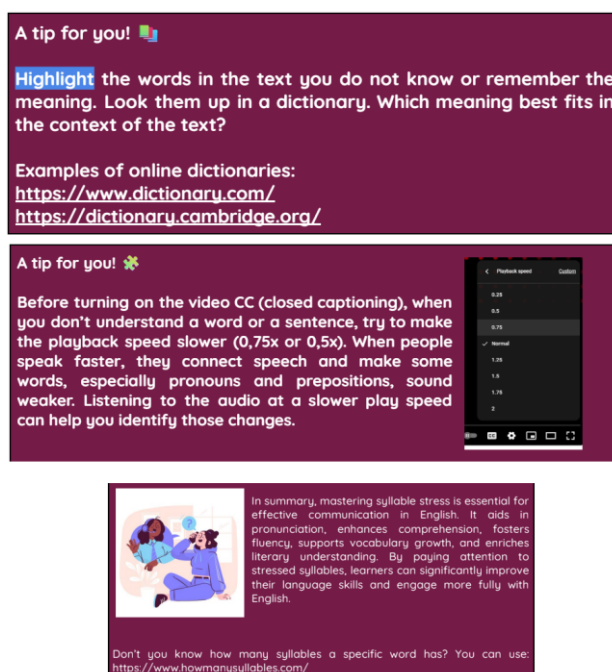 A tip for you!
Highlight the words in the text you do not know or remember the
meaning. Look them up in a dictionary. Which meaning best fits in
the context of the text?
Examples of online dictionaries:
https://www.dictionary.com/
https://dictionary.cambridge.org/
A tip for you!
Before turning on the video CC (closed captioning), when
you don't understand a word or a sentence, try to make
the playback speed slower (0,75x or 0,5x). When people
speak faster, they connect speech and make some
words, especially pronouns and prepositions, sound
weaker. Listening to the audio at a slower play speed
can help you identify those changes.
Playback speed Custom
0.25
0.5
0.75
Normal
1.25
1.5
1.75
2
CC
?
In summary, mastering syllable stress is essential for
effective communication in English. It aids in
pronunciation, enhances comprehension, fosters
fluency, supports vocabulary growth, and enriches
literary understanding. By paying attention to
stressed syllables, learners can significantly improve
their language skills and engage more fully with
English.
Don't you know how many syllables a specific word has? You can use:
https://www.howmanysyllables.com/